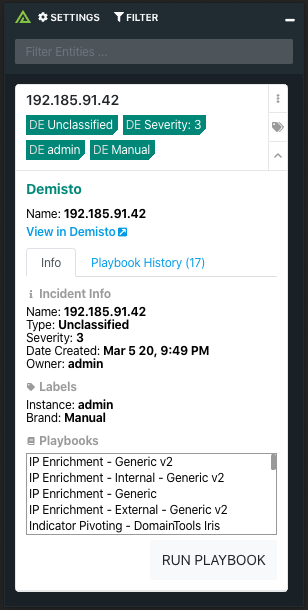 SETTINGS FILTER
Filter Entities ...
192.185.91.42
DE Unclassified DE Severity: 3
DE admin DE Manual
Demisto
Name: 192.185.91.42
View in Demisto
Info Playbook History (17)
Incident Info
Name: 192.185.91.42
Type: Unclassified
Severity: 3
Date Created: Mar 5 20, 9:49 PM
Owner: admin
Labels
Instance: admin
Brand: Manual
Playbooks
IP Enrichment - Generic v2
IP Enrichment - Internal - Generic v2
IP Enrichment - Generic
IP Enrichment - External - Generic v2
Indicator Pivoting - DomainTools Iris
RUN PLAYBOOK